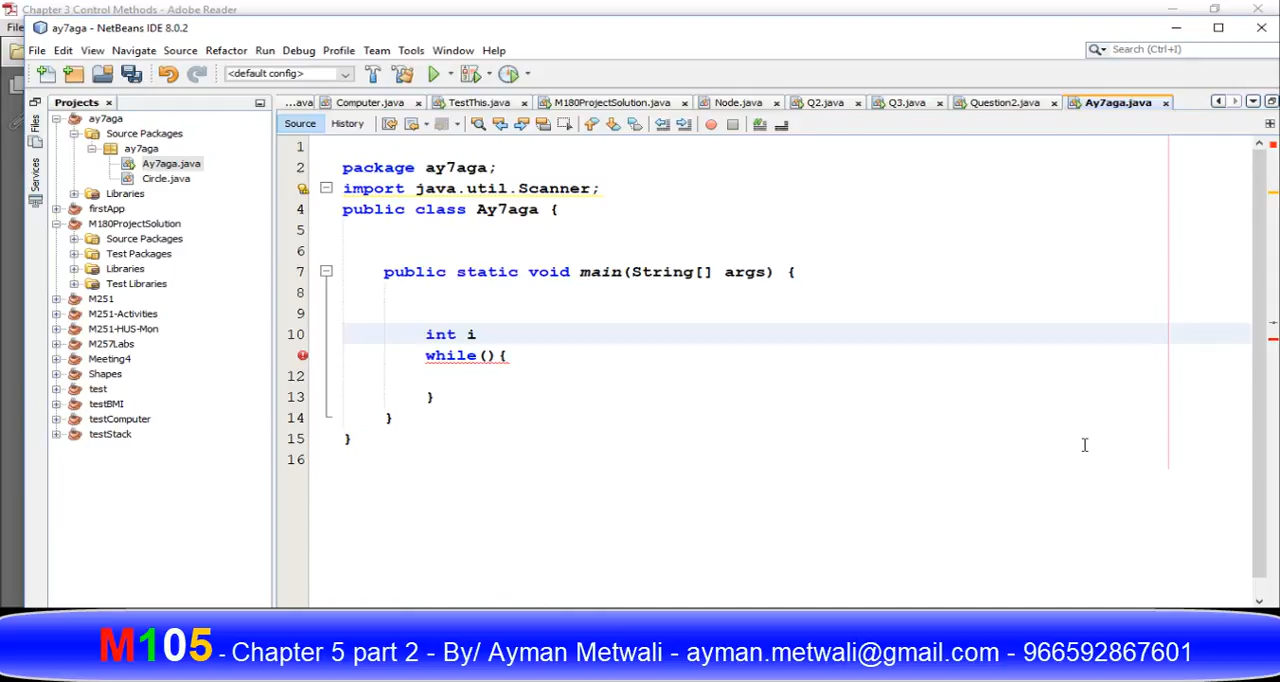 Chapter 3 Control Methods - Adobe Reader
File
ay7aga - NetBeans IDE 8.0.2
File Edit View Navigate Source Refactor Run Debug Profile Team Tools Window Help
Search (Ctrl+I)
<default config>
Projects
...ava Computer.java TestThis.java M180ProjectSolution.java Node.java Q2.java Q3.java Question2.java Ay7aga.java
Source History
Files
Services
ay7aga
Source Packages
ay7aga
Ay7aga.java
Circle.java
Libraries
firstApp
M180ProjectSolution
Source Packages
Test Packages
Libraries
Test Libraries
M251
M251-Activities
M251-HUS-Mon
M257Labs
Meeting4
Shapes
test
testBMI
testComputer
testStack
1
2 package ay7aga;
import java.util.Scanner;
4 public class Ay7aga {
5
6
7 public static void main(String[] args) {
8
9
10 int i
while(){
12
13 }
14 }
15 }
16
M105 - Chapter 5 part 2 - By/ Ayman Metwali - ayman.metwali@gmail.com - 966592867601